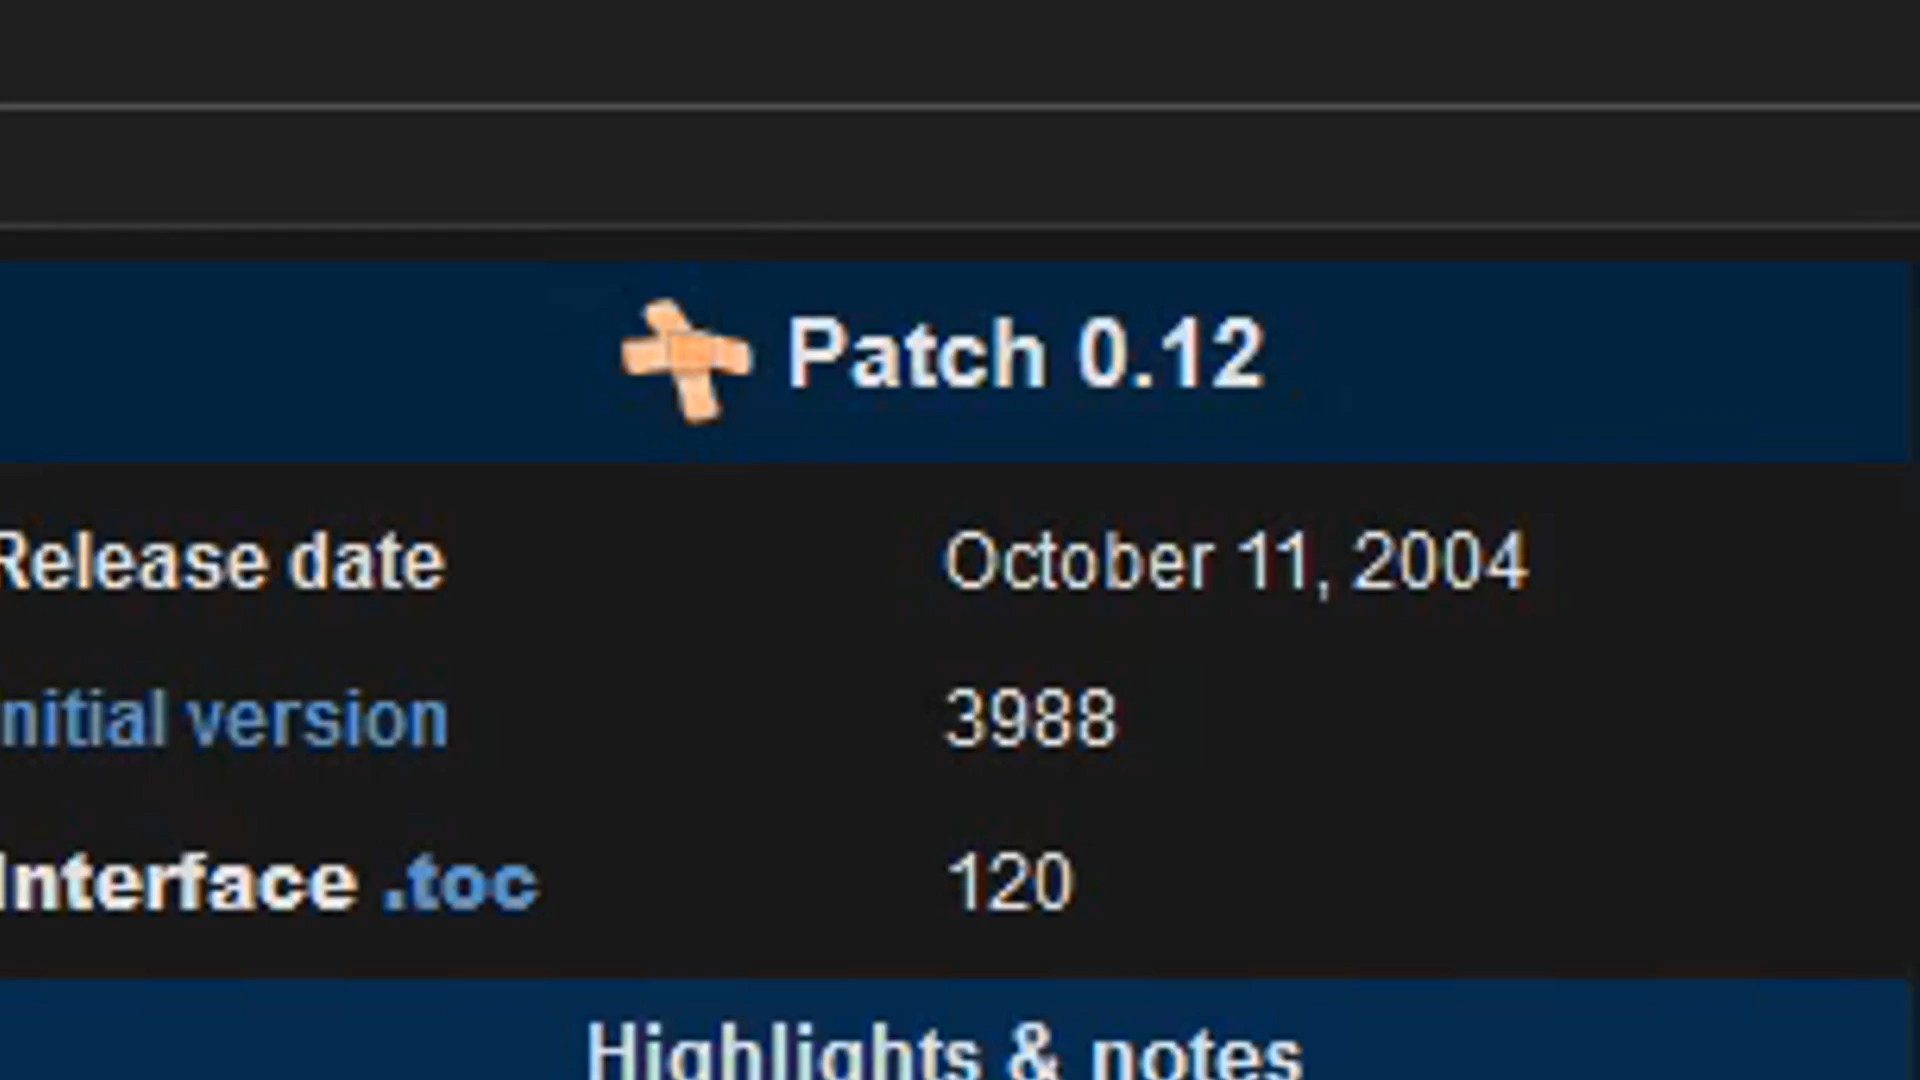 Patch 0.12
Release date October 11, 2004
nitial version 3988
Interface .toc 120
Highlights & notes